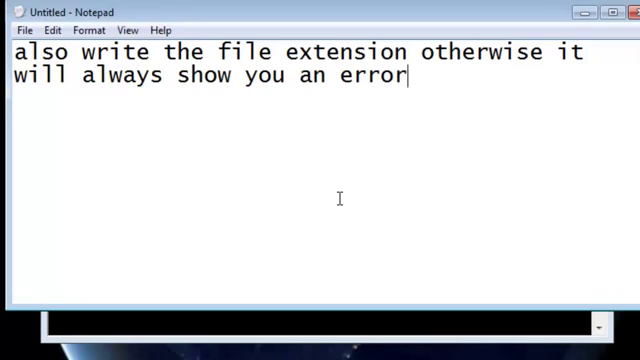 Untitled - Notepad
File Edit Format View Help
also write the file extension otherwise it
will always show you an error